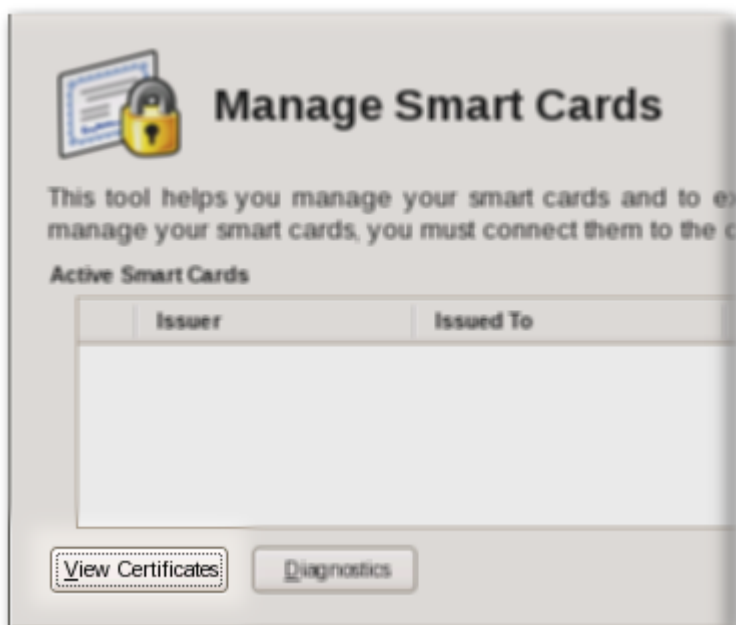 Manage Smart Cards
This tool helps you manage your smart cards and to
manage your smart cards, you must connect them to the
Active Smart Cards
Issuer Issued To
View Certificates Diagnostics